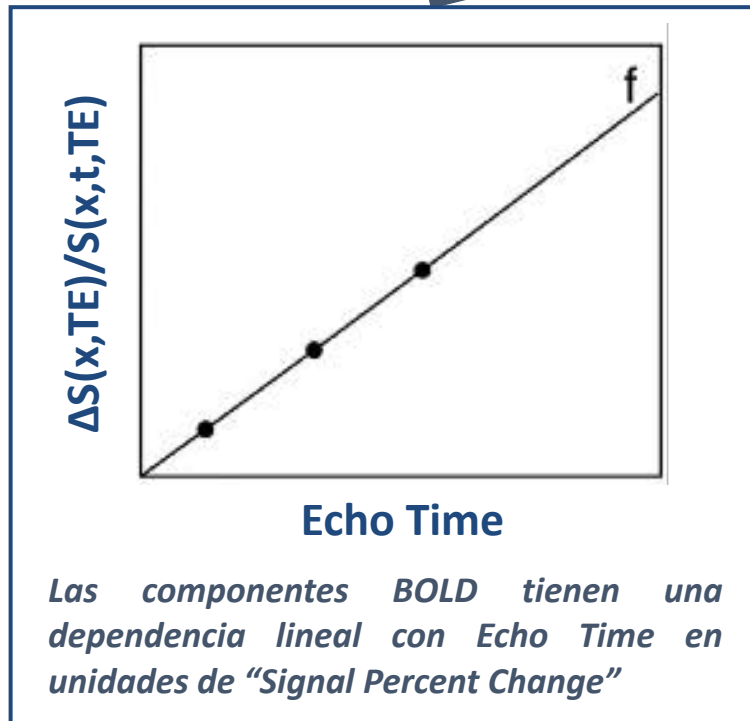 f
ΔS(x,TE)/S(x,t,TE)
Echo Time
Las componentes BOLD tienen una
dependencia lineal con Echo Time en
unidades de “Signal Percent Change”